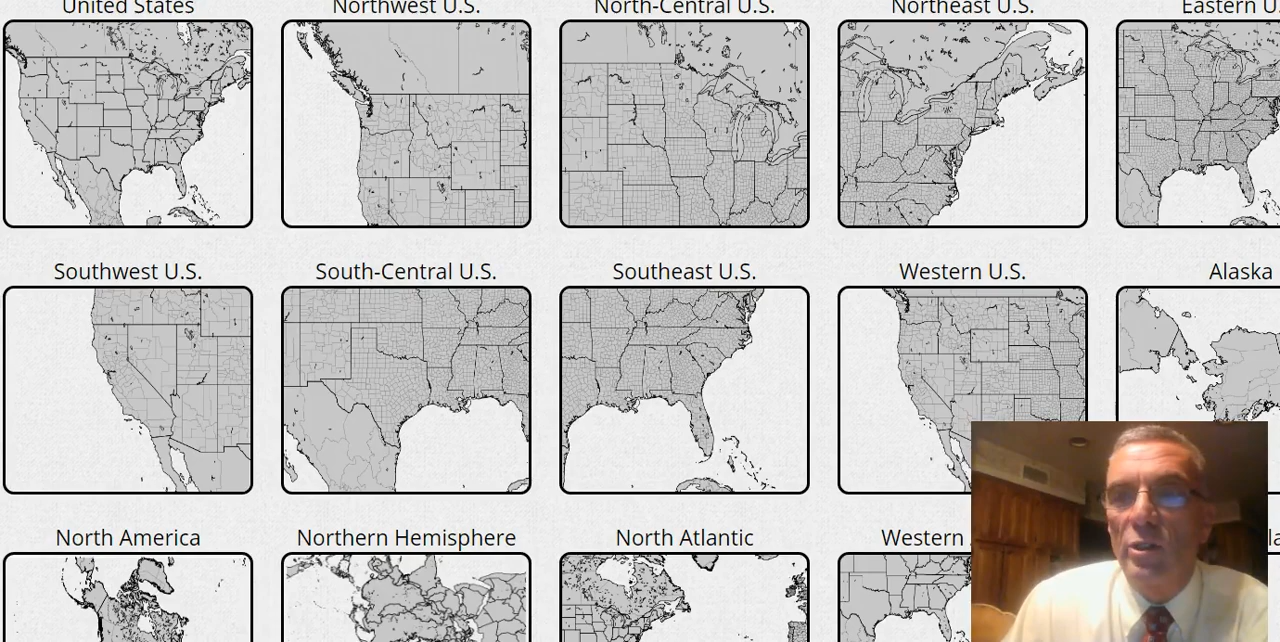 United States
Northwest U.S.
North-Central U.S.
Northeast U.S.
Eastern U.
Southwest U.S.
South-Central U.S.
Southeast U.S.
Western U.S.
Alaska
North America
Northern Hemisphere
North Atlantic
Western